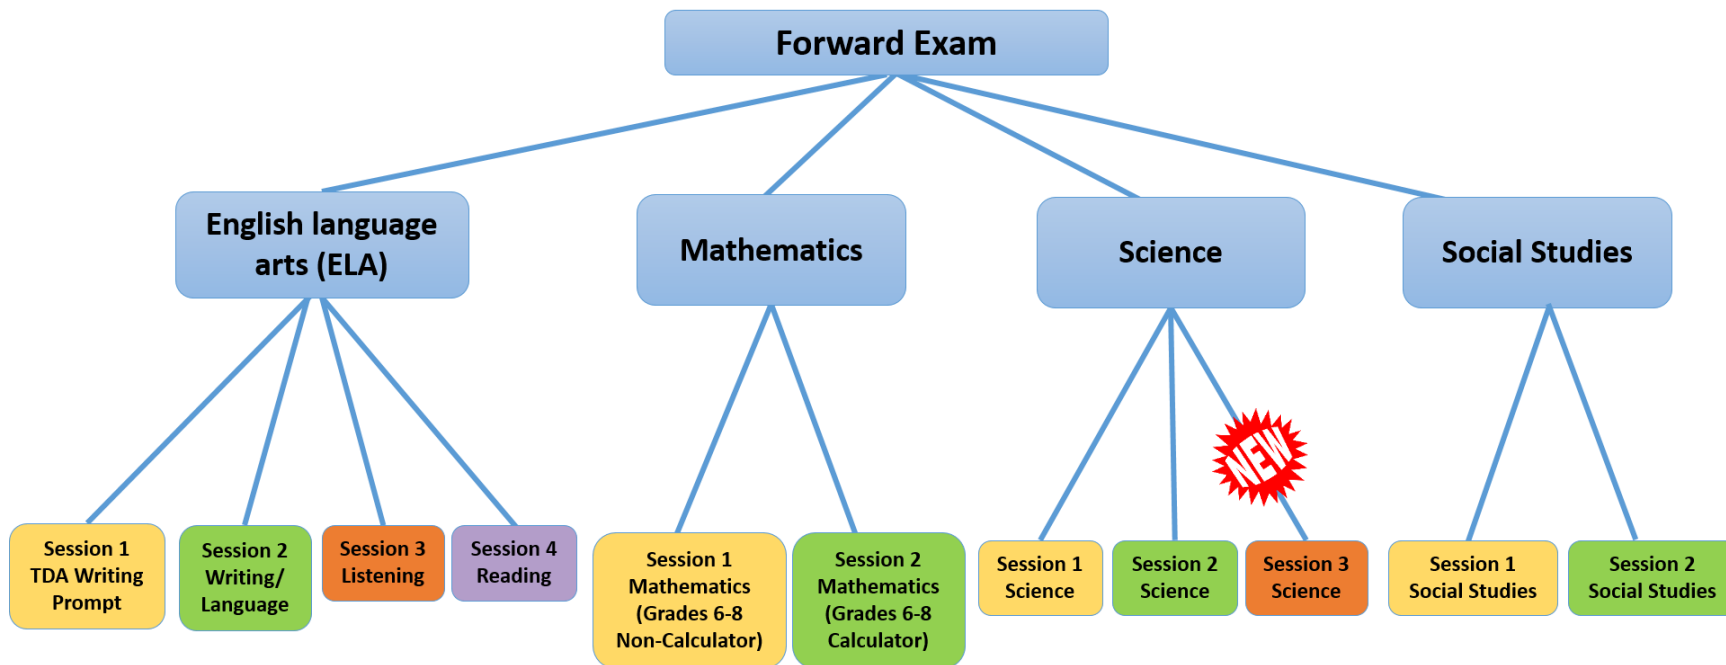 Forward Exam
English language
arts (ELA)
Mathematics
Science
Social Studies
NEW
Session 1
TDA Writing
Prompt
Session 2
Writing/
Language
Session 3
Listening
Session 4
Reading
Session 1
Mathematics
(Grades 6-8
Non-Calculator)
Session 2
Mathematics
(Grades 6-8
Calculator)
Session 1
Science
Session 2
Science
Session 3
Science
Session 1
Social Studies
Session 2
Social Studies